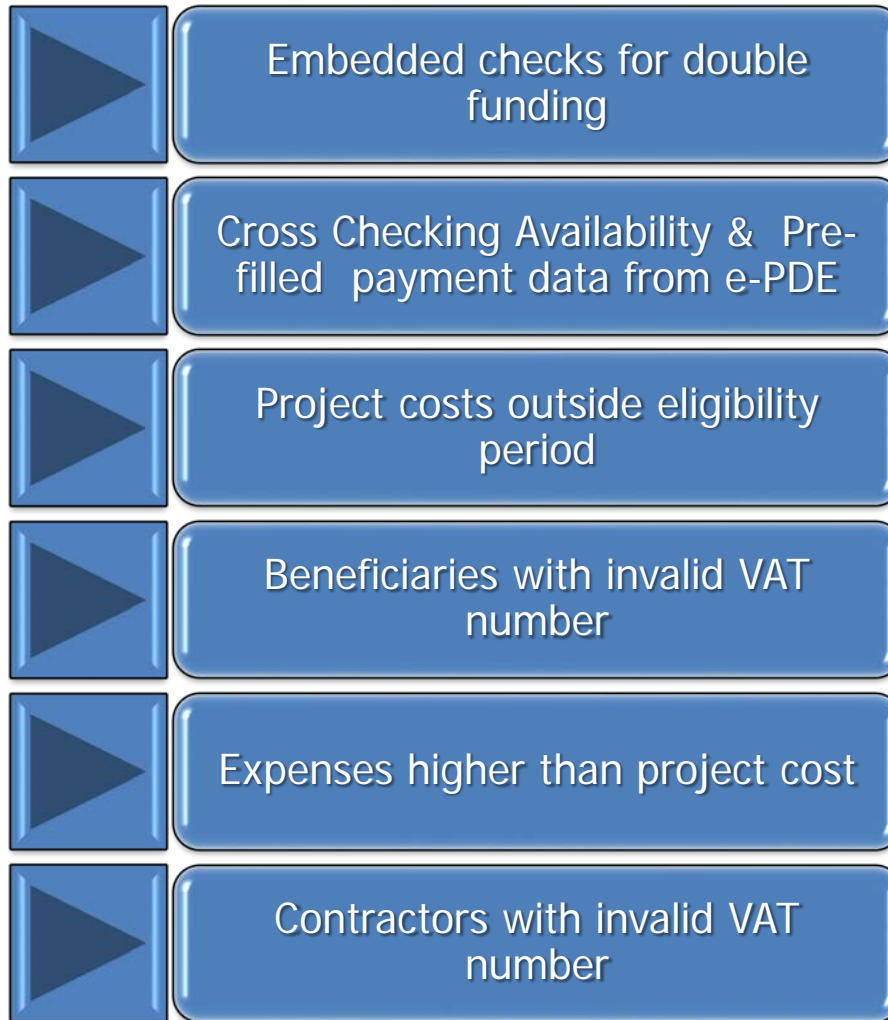 Embedded checks for double
funding
Cross Checking Availability & Pre-
filled payment data from e-PDE
Project costs outside eligibility
period
Beneficiaries with invalid VAT
number
Expenses higher than project cost
Contractors with invalid VAT
number